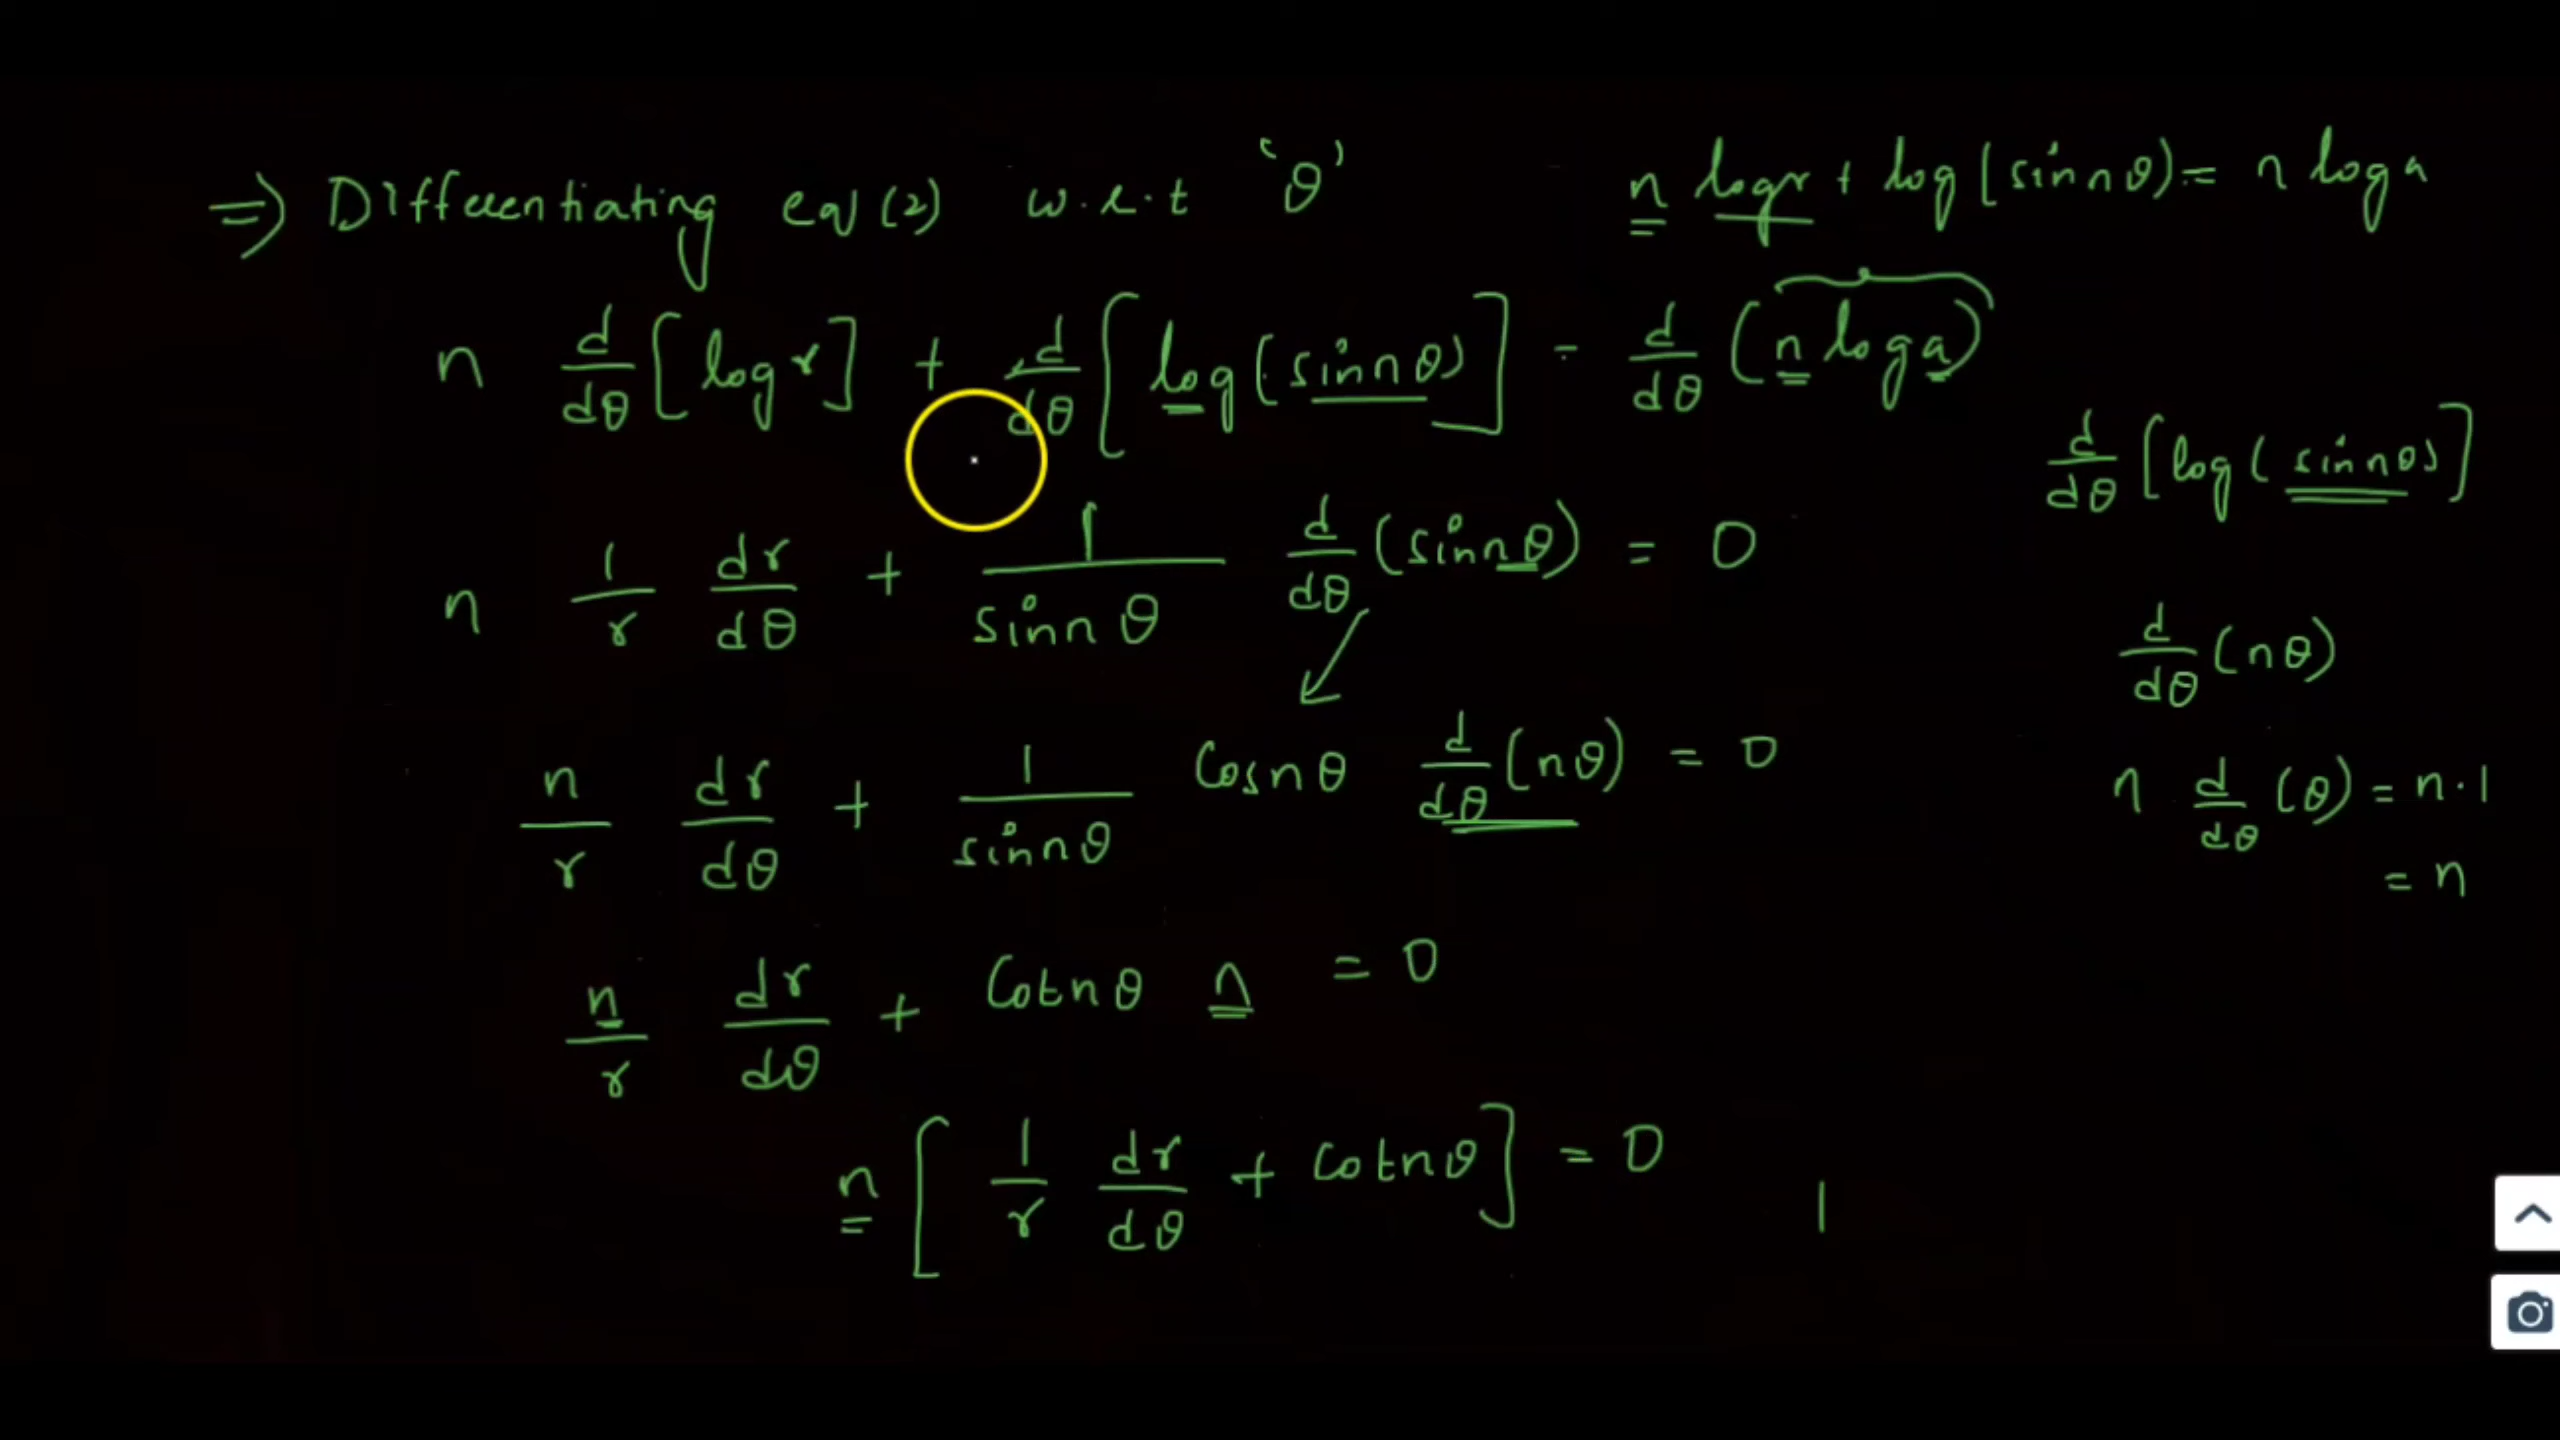 ⇒ Differentiating eq (2) w.r.t 'θ'
n log r + log (sin nθ) = n log a
n d/dθ [log r] + d/dθ [log (sin nθ)] = d/dθ (n log a)
d/dθ [log (sin nθ)]
n 1/r dr/dθ + 1/sin nθ d/dθ (sin nθ) = 0
d/dθ (nθ)
n/r dr/dθ + 1/sin nθ Cos nθ d/dθ (nθ) = 0
n d/dθ (θ) = n·1
= n
n/r dr/dθ + Cot nθ n = 0
n [1/r dr/dθ + Cot nθ] = 0